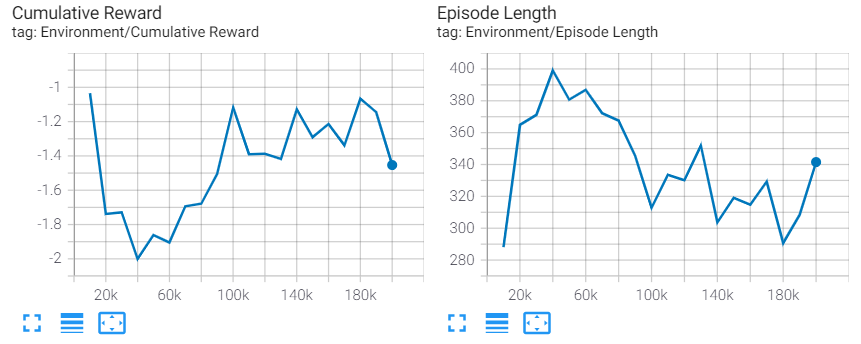 Cumulative Reward
tag: Environment/Cumulative Reward
-1
-1.2
-1.4
-1.6
-1.8
-2
20k 60k 100k 140k 180k
Episode Length
tag: Environment/Episode Length
400
380
360
340
320
300
280
20k 60k 100k 140k 180k